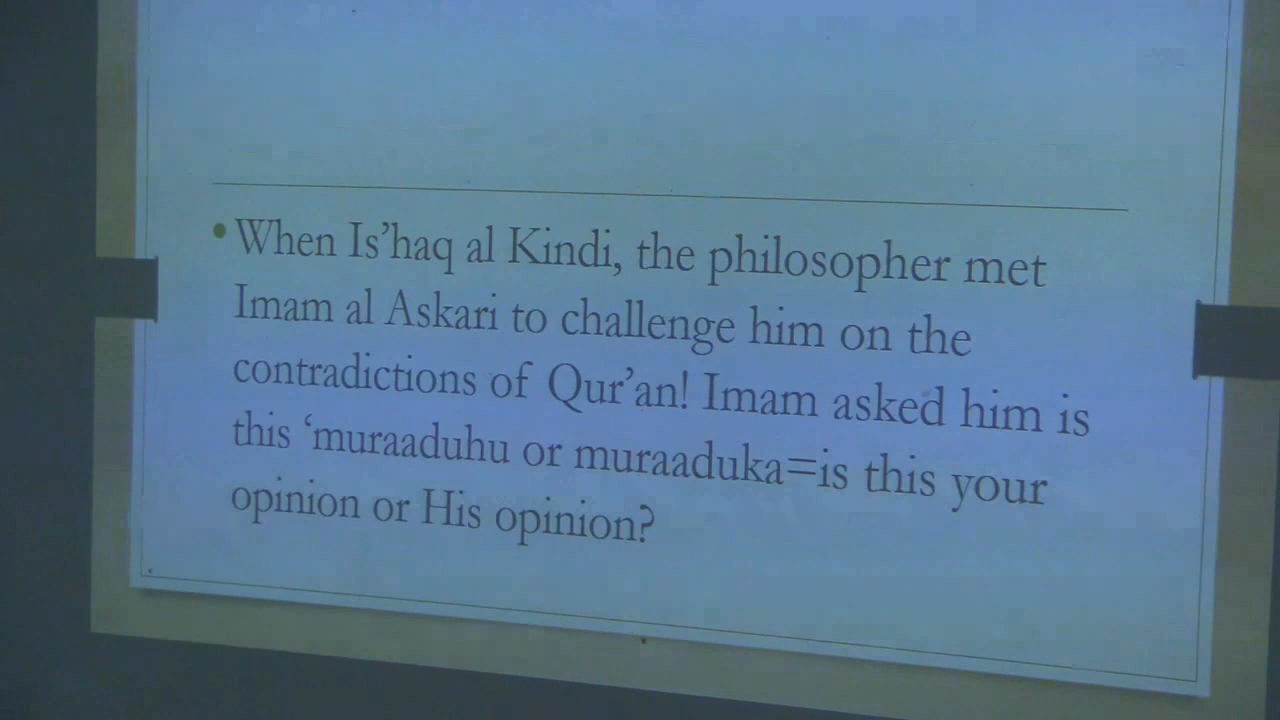 • When Is'haq al Kindi, the philosopher met
Imam al Askari to challenge him on the
contradictions of Qur'an! Imam asked him is
this ‘muraaduhu or muraaduka=is this your
opinion or His opinion?